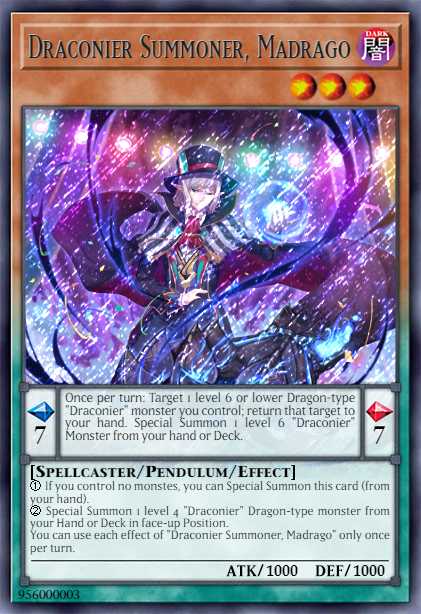 Draconier Summoner, Madrago
DARK
闇
Once per turn: Target 1 level 6 or lower Dragon-type
"Draconier" monster you control; return that target to
your hand. Special Summon 1 level 6 "Draconier"
Monster from your hand or Deck.
7
7
[Spellcaster/Pendulum/Effect]
① If you control no monstes, you can Special Summon this card (from
your hand).
② Special Summon 1 level 4 "Draconier" Dragon-type monster from
your Hand or Deck in face-up Position.
You can use each effect of "Draconier Summoner, Madrago" only once
per turn.
ATK/1000 DEF/1000
956000003